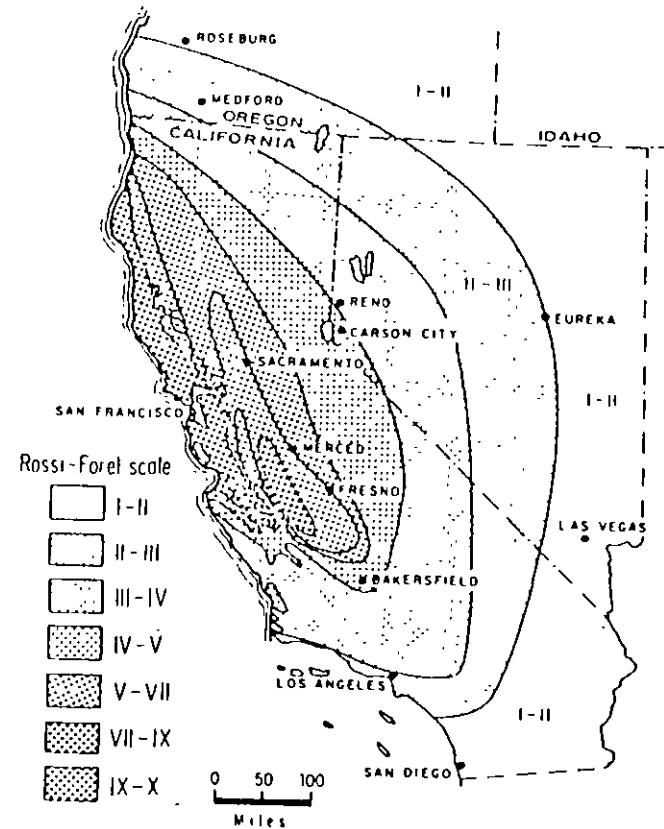 ROSEBURG
I-II
MEDFORD
OREGON
CALIFORNIA
IDAHO
II-III
RENO
EUREKA
CARSON CITY
SACRAMENTO
I-II
SAN FRANCISCO
MERCED
FRESNO
LAS VEGAS
BAKERSFIELD
LOS ANGELES
I-II
SAN DIEGO
Rossi-Forel scale
I-II
II-III
III-IV
IV-V
V-VII
VII-IX
IX-X
0 50 100
Miles